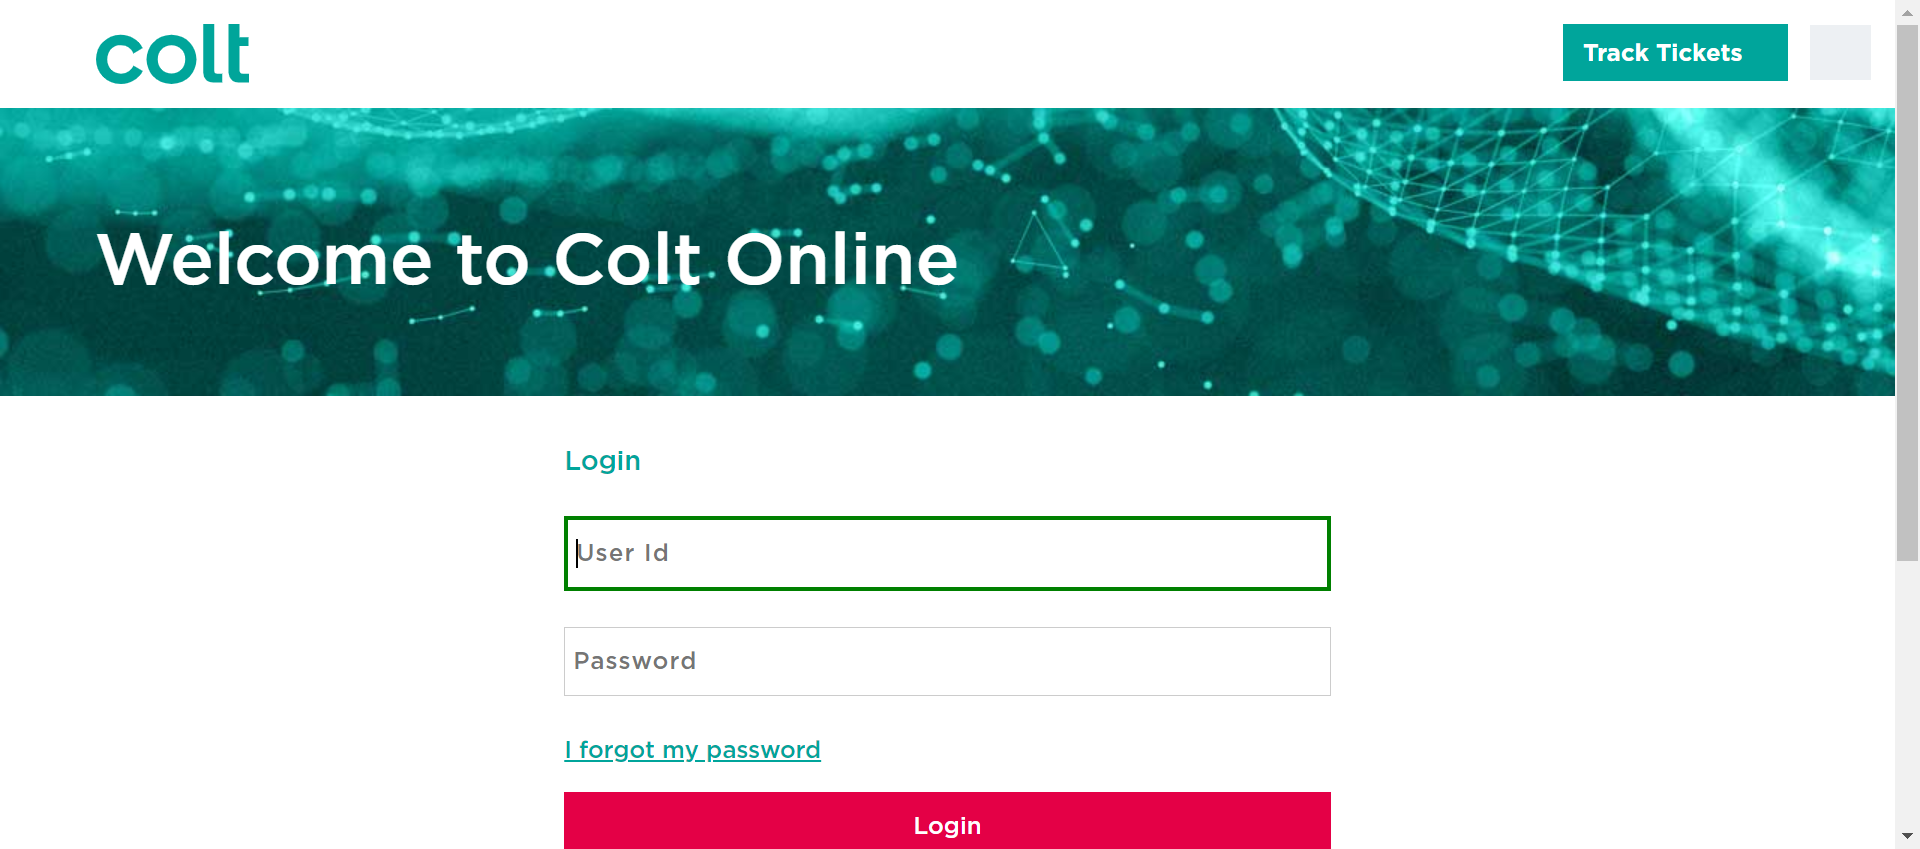 colt
Track Tickets
Welcome to Colt Online
Login
User Id
Password
I forgot my password
Login